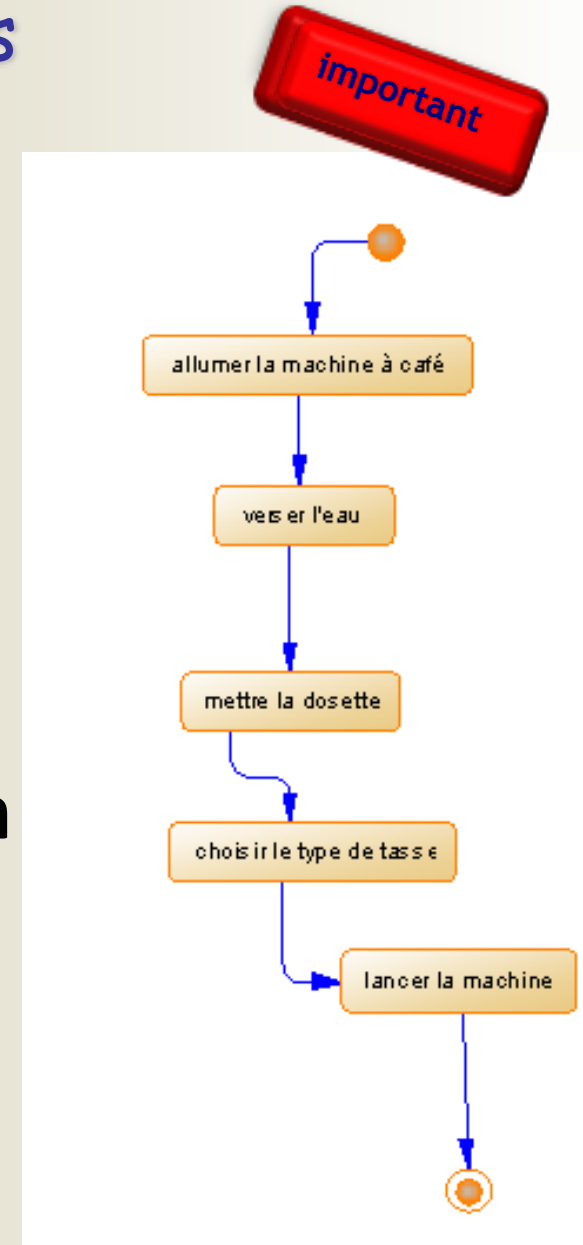 s
important
allumer la machine à café
verser l'eau
mettre la dosette
choisir le type de tasse
lancer la machine